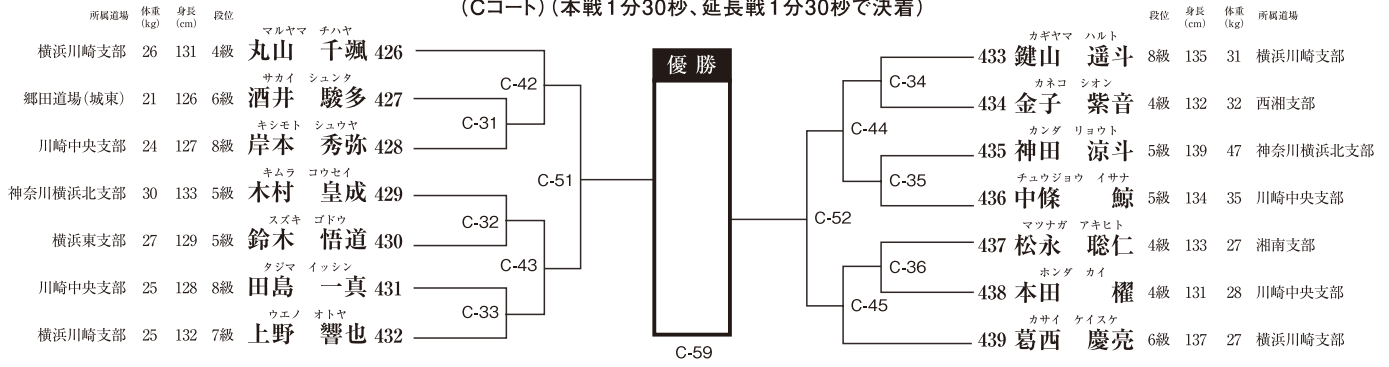 (Cコート)(本戦1分30秒、延長戦1分30秒で決着)
所属道場 体重(kg) 身長(cm) 段位
マルヤマ チハヤ
横浜川崎支部 26 131 4級 丸山 千颯 426
サカイ シュンタ
郷田道場(城東) 21 126 6級 酒井 駿多 427
キシモト シュウヤ
川崎中央支部 24 127 8級 岸本 秀弥 428
キムラ コウセイ
神奈川横浜北支部 30 133 5級 木村 皇成 429
スズキ ゴドウ
横浜東支部 27 129 5級 鈴木 悟道 430
タジマ イッシン
川崎中央支部 25 128 8級 田島 一真 431
ウエノ オトヤ
横浜川崎支部 25 132 7級 上野 響也 432
C-42
C-31
C-51
C-32
C-43
C-33
優勝
C-59
C-34
C-44
C-35
C-52
C-36
C-45
段位 身長(cm) 体重(kg) 所属道場
カギヤマ ハルト
433 鍵山 遥斗 8級 135 31 横浜川崎支部
カネコ シオン
434 金子 紫音 4級 132 32 西湘支部
カンダ リョウト
435 神田 涼斗 5級 139 47 神奈川横浜北支部
チュウジョウ イサナ
436 中條 鯨 5級 134 35 川崎中央支部
マツナガ アキヒト
437 松永 聡仁 4級 133 27 湘南支部
ホンダ カイ
438 本田 櫂 4級 131 28 川崎中央支部
カサイ ケイスケ
439 葛西 慶亮 6級 137 27 横浜川崎支部